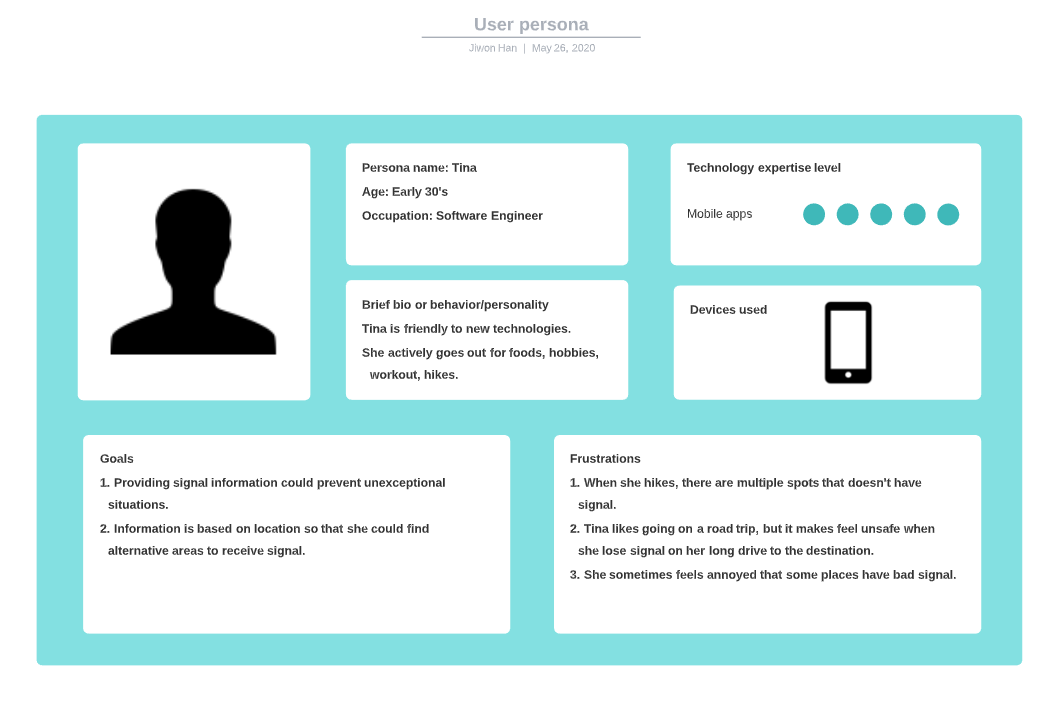 User persona
Jiwon Han | May 26, 2020
Persona name: Tina
Age: Early 30's
Occupation: Software Engineer
Technology expertise level
Mobile apps
Brief bio or behavior/personality
Tina is friendly to new technologies.
She actively goes out for foods, hobbies,
workout, hikes.
Devices used
Goals
1. Providing signal information could prevent unexceptional
situations.
2. Information is based on location so that she could find
alternative areas to receive signal.
Frustrations
1. When she hikes, there are multiple spots that doesn't have
signal.
2. Tina likes going on a road trip, but it makes feel unsafe when
she lose signal on her long drive to the destination.
3. She sometimes feels annoyed that some places have bad signal.